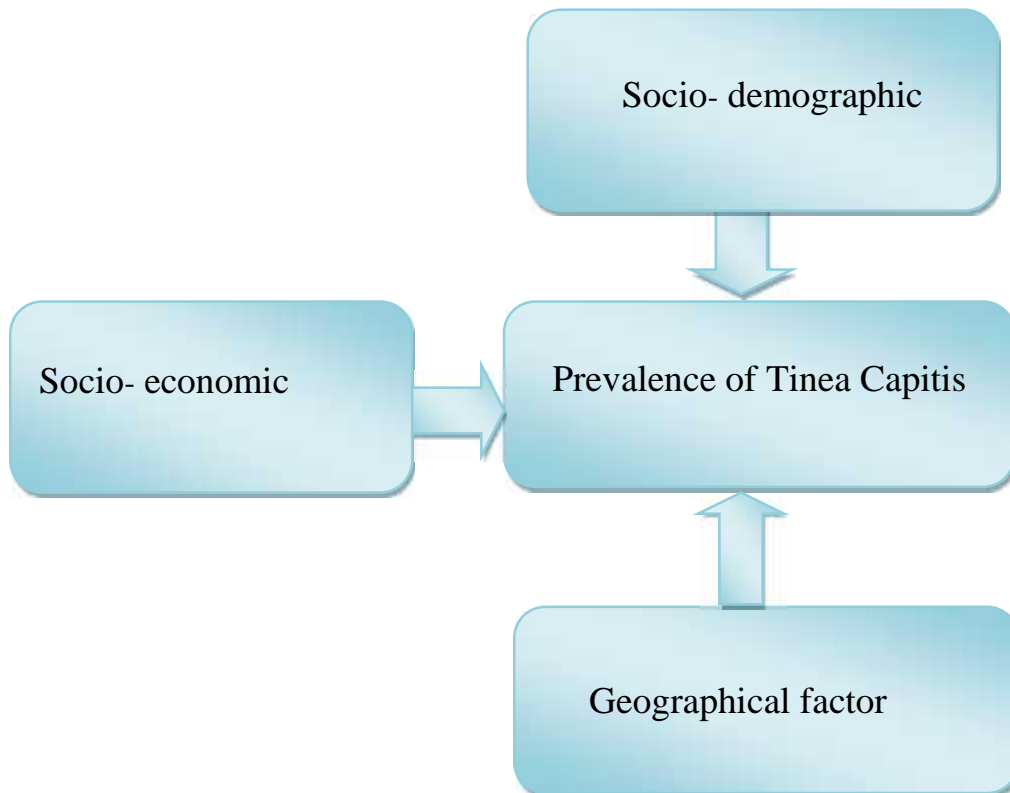 Socio- demographic
Socio- economic
Prevalence of Tinea Capitis
Geographical factor